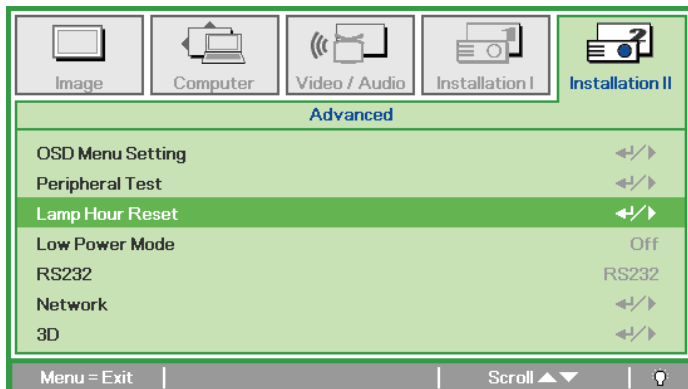 Image Computer Video / Audio Installation I Installation II
Advanced
OSD Menu Setting
Peripheral Test
Lamp Hour Reset
Low Power Mode Off
RS232 RS232
Network
3D
Menu = Exit Scroll ▲▼